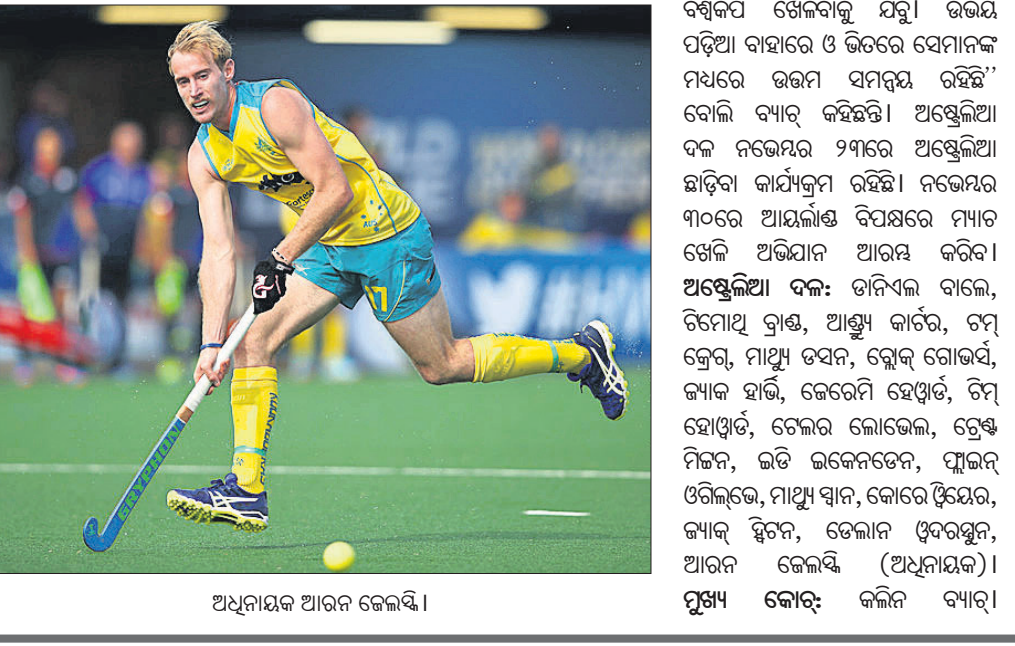 ବିଶ୍ୱକପ ଖେଳିବାକୁ ଯିବୁ। ଉଭୟ
ପଡ଼ିଆ ବାହାରେ ଓ ଭିତରେ ସେମାନଙ୍କ
ମଧ୍ୟରେ ଉତ୍ତମ ସମନ୍ୱୟ ରହିଛି’’
ବୋଲି ବ୍ୟାଚ୍ କହିଛନ୍ତି। ଅଷ୍ଟ୍ରେଲିଆ
ଦଳ ନଭେମ୍ବର ୨୩ରେ ଅଷ୍ଟ୍ରେଲିଆ
ଛାଡ଼ିବା କାର୍ଯ୍ୟକ୍ରମ ରହିଛି। ନଭେମ୍ବର
୩୦ରେ ଆୟର୍ଲାଣ୍ଡ ବିପକ୍ଷରେ ମ୍ୟାଚ
ଖେଳି ଅଭିଯାନ ଆରମ୍ଭ କରିବ।
ଅଷ୍ଟ୍ରେଲିଆ ଦଳ: ଡାନିଏଲ ବାଲେ,
ଟିମୋଥି ବ୍ରାଣ୍ଡ, ଆଣ୍ଡ୍ର୍ୟୁ କାର୍ଟର, ଟମ୍
କ୍ରେଗ୍, ମାଥ୍ୟୁ ଡସନ, ବ୍ଲେକ୍ ଗୋଭର୍ସ,
ଜ୍ୟାକ ହାର୍ଭି, ଜେରେମି ହେୱାର୍ଡ, ଟିମ୍
ହୋୱାର୍ଡ, ଟେଲର ଲୋଭେଲ, ଟ୍ରେଣ୍ଟ
ମିଟ୍ଟନ, ଇଡି ଇକେନଡେନ, ଫ୍ଲାଇନ୍
ଓଗିଲ୍‌ଭେ, ମାଥ୍ୟୁ ସ୍ୱାନ, କୋରେ ୱିୟେର,
ଜ୍ୟାକ୍ ହ୍ୱିଟନ, ଡେଲାନ ୱଦରସ୍ପୁନ,
ଆରନ ଜେଲସ୍କି (ଅଧିନାୟକ)।
ମୁଖ୍ୟ କୋଚ୍: କଲିନ ବ୍ୟାଚ୍।
GRYPHON
ଅଧିନାୟକ ଆରନ ଜେଲସ୍କି।